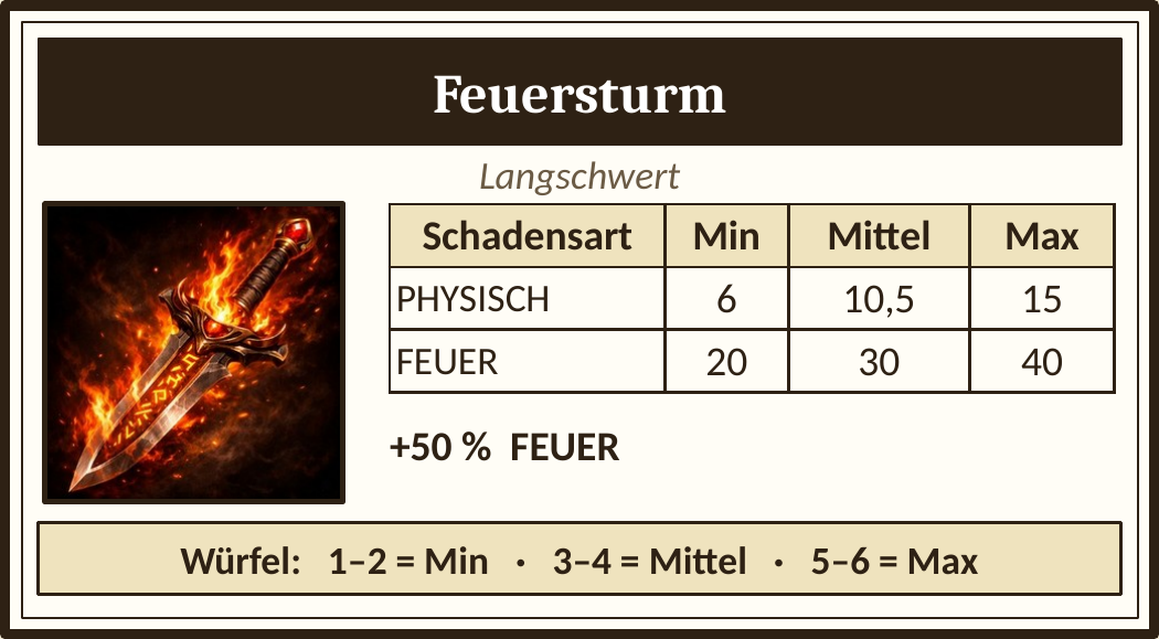 Feuersturm
Langschwert
Schadensart Min Mittel Max
PHYSISCH 6 10,5 15
FEUER 20 30 40
+50 % FEUER
Würfel: 1–2 = Min · 3–4 = Mittel · 5–6 = Max